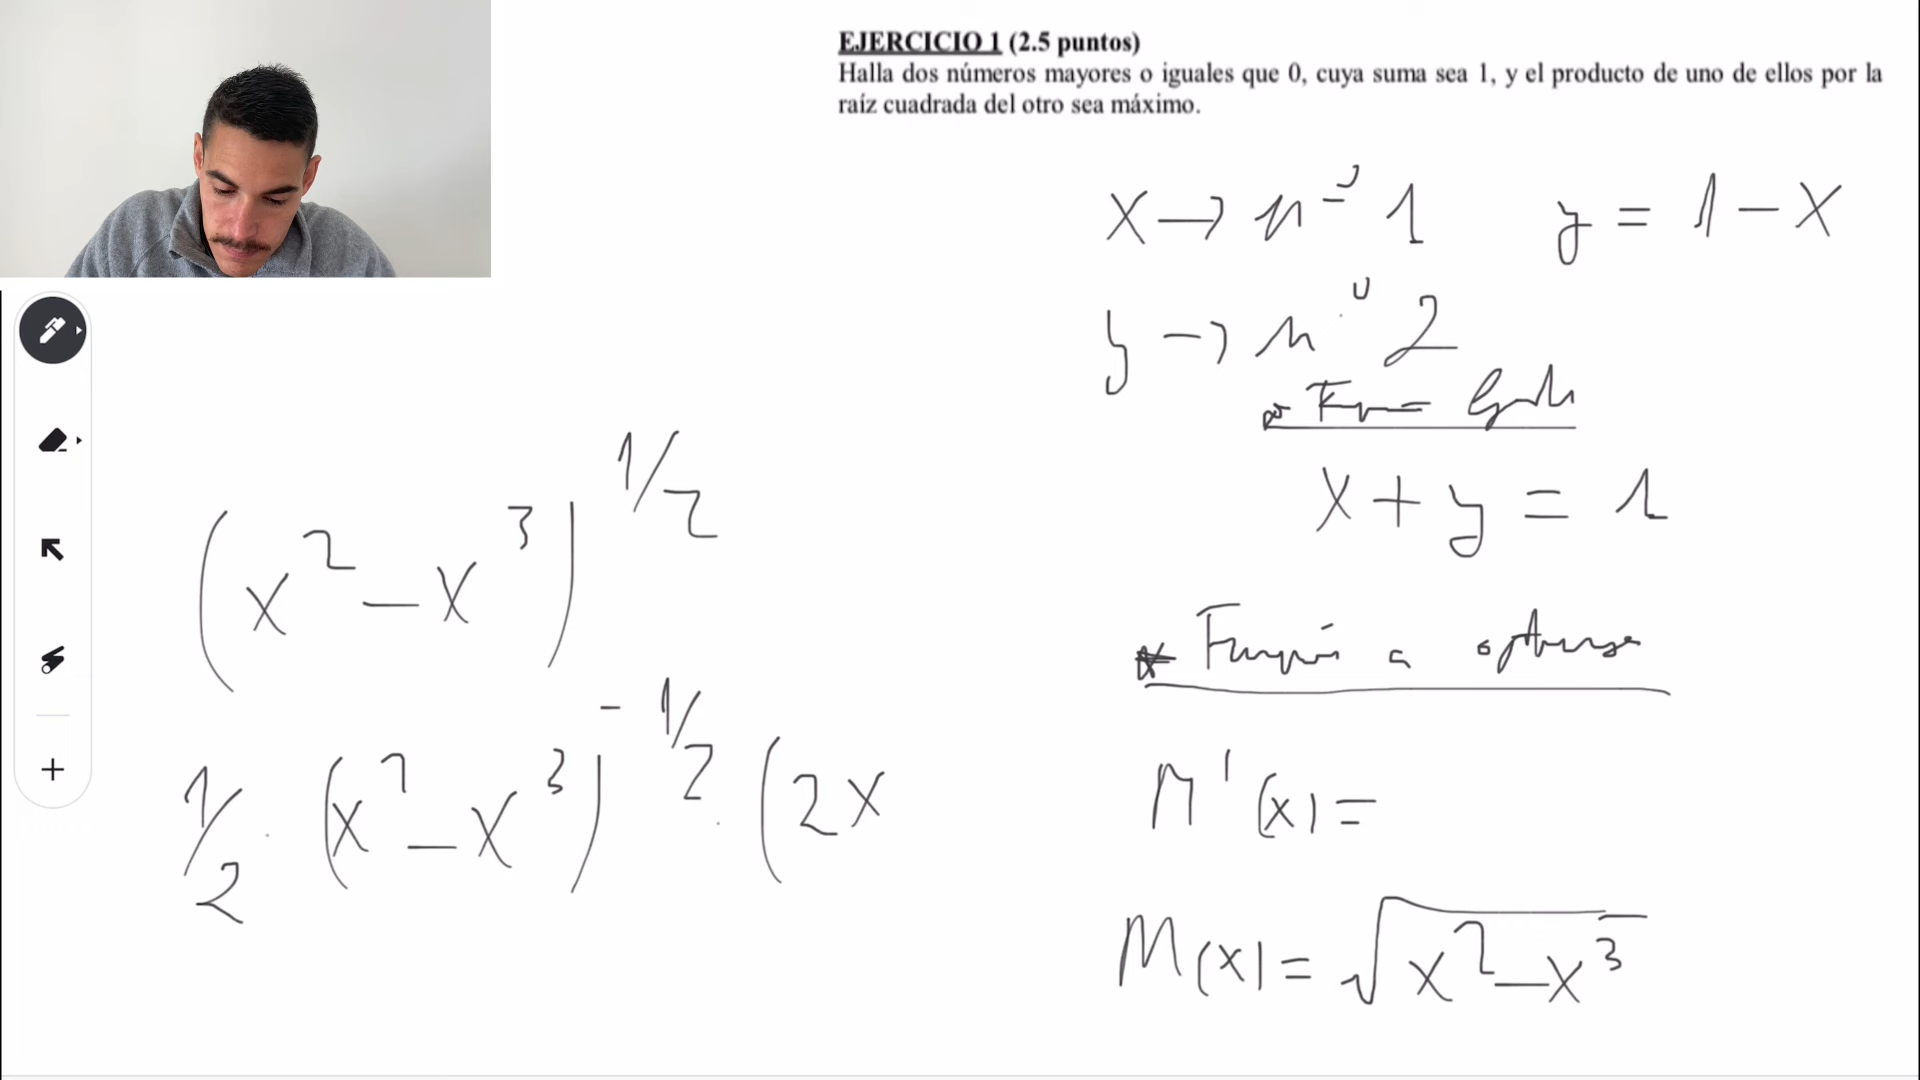 EJERCICIO 1 (2.5 puntos)
Halla dos números mayores o iguales que 0, cuya suma sea 1, y el producto de uno de ellos por la
raíz cuadrada del otro sea máximo.
x → nº 1 y = 1 - x
y → nº 2
x + y = 1
Función a
M'(x) =
M(x) = √(x² - x³)
(x² - x³)^1/2
1/2 · (x² - x³)^-1/2 · (2x